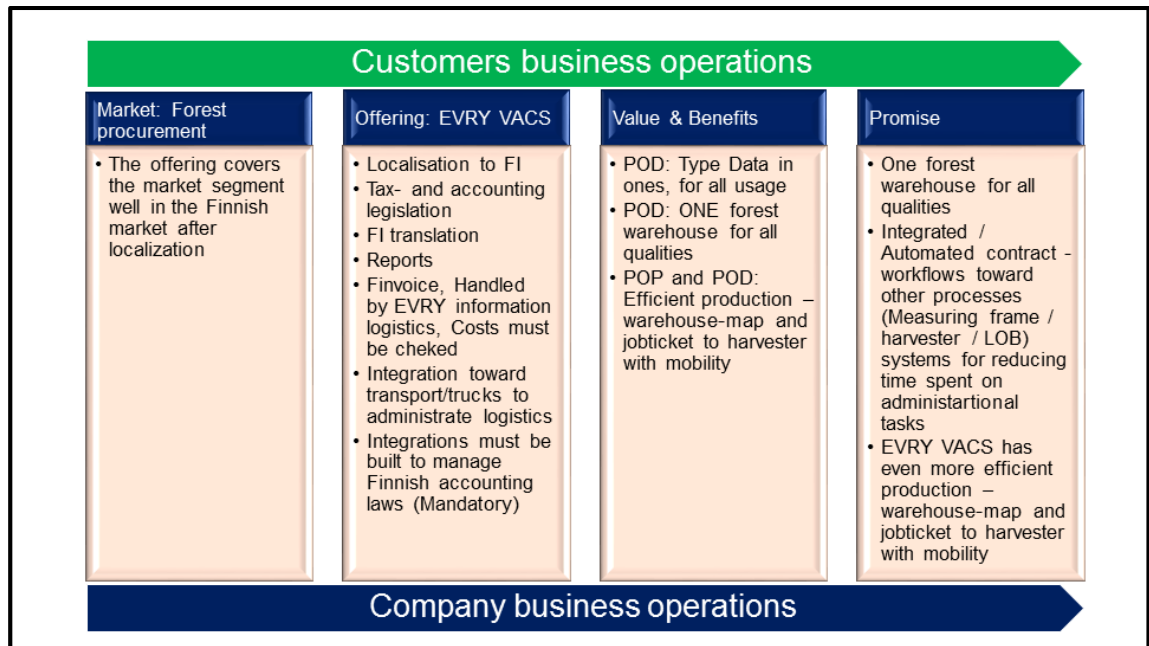 Customers business operations
Market: Forest
procurement
• The offering covers
the market segment
well in the Finnish
market after
localization
Offering: EVRY VACS
• Localisation to FI
• Tax- and accounting
legislation
• FI translation
• Reports
• Finvoice, Handled
by EVRY information
logistics, Costs must
be cheked
• Integration toward
transport/trucks to
administrate logistics
• Integrations must be
built to manage
Finnish accounting
laws (Mandatory)
Value & Benefits
• POD: Type Data in
ones, for all usage
• POD: ONE forest
warehouse for all
qualities
• POP and POD:
Efficient production –
warehouse-map and
jobticket to harvester
with mobility
Promise
• One forest
warehouse for all
qualities
• Integrated /
Automated contract -
workflows toward
other processes
(Measuring frame /
harvester / LOB)
systems for reducing
time spent on
administartional
tasks
• EVRY VACS has
even more efficient
production –
warehouse-map and
jobticket to harvester
with mobility
Company business operations